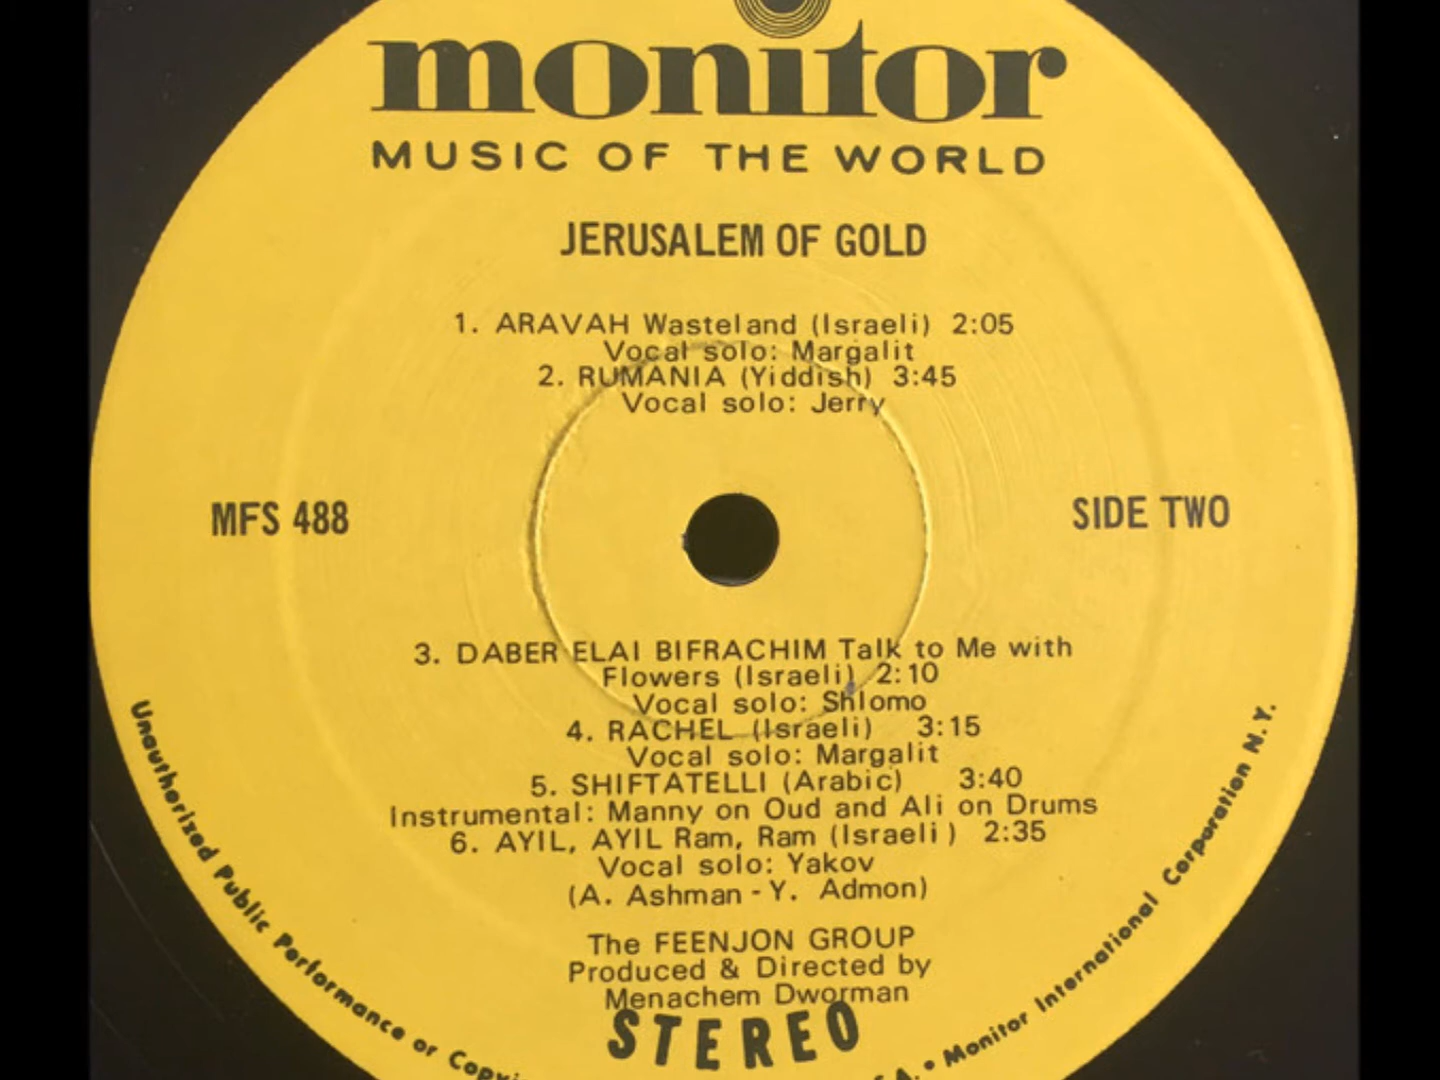 monitor
MUSIC OF THE WORLD
JERUSALEM OF GOLD
1. ARAVAH Wasteland (Israeli) 2:05
Vocal solo: Margalit
2. RUMANIA (Yiddish) 3:45
Vocal solo: Jerry
MFS 488
SIDE TWO
3. DABER ELAI BIFRACHIM Talk to Me with
Flowers (Israeli) 2:10
Vocal solo: Shlomo
4. RACHEL (Israeli) 3:15
Vocal solo: Margalit
5. SHIFTATELLI (Arabic) 3:40
Instrumental: Manny on Oud and Ali on Drums
6. AYIL, AYIL Ram, Ram (Israeli) 2:35
Vocal solo: Yakov
(A. Ashman - Y. Admon)
The FEENJON GROUP
Produced & Directed by
Menachem Dworman
STEREO
Unauthorized Public Performance or
• Monitor International Corporation N.Y.